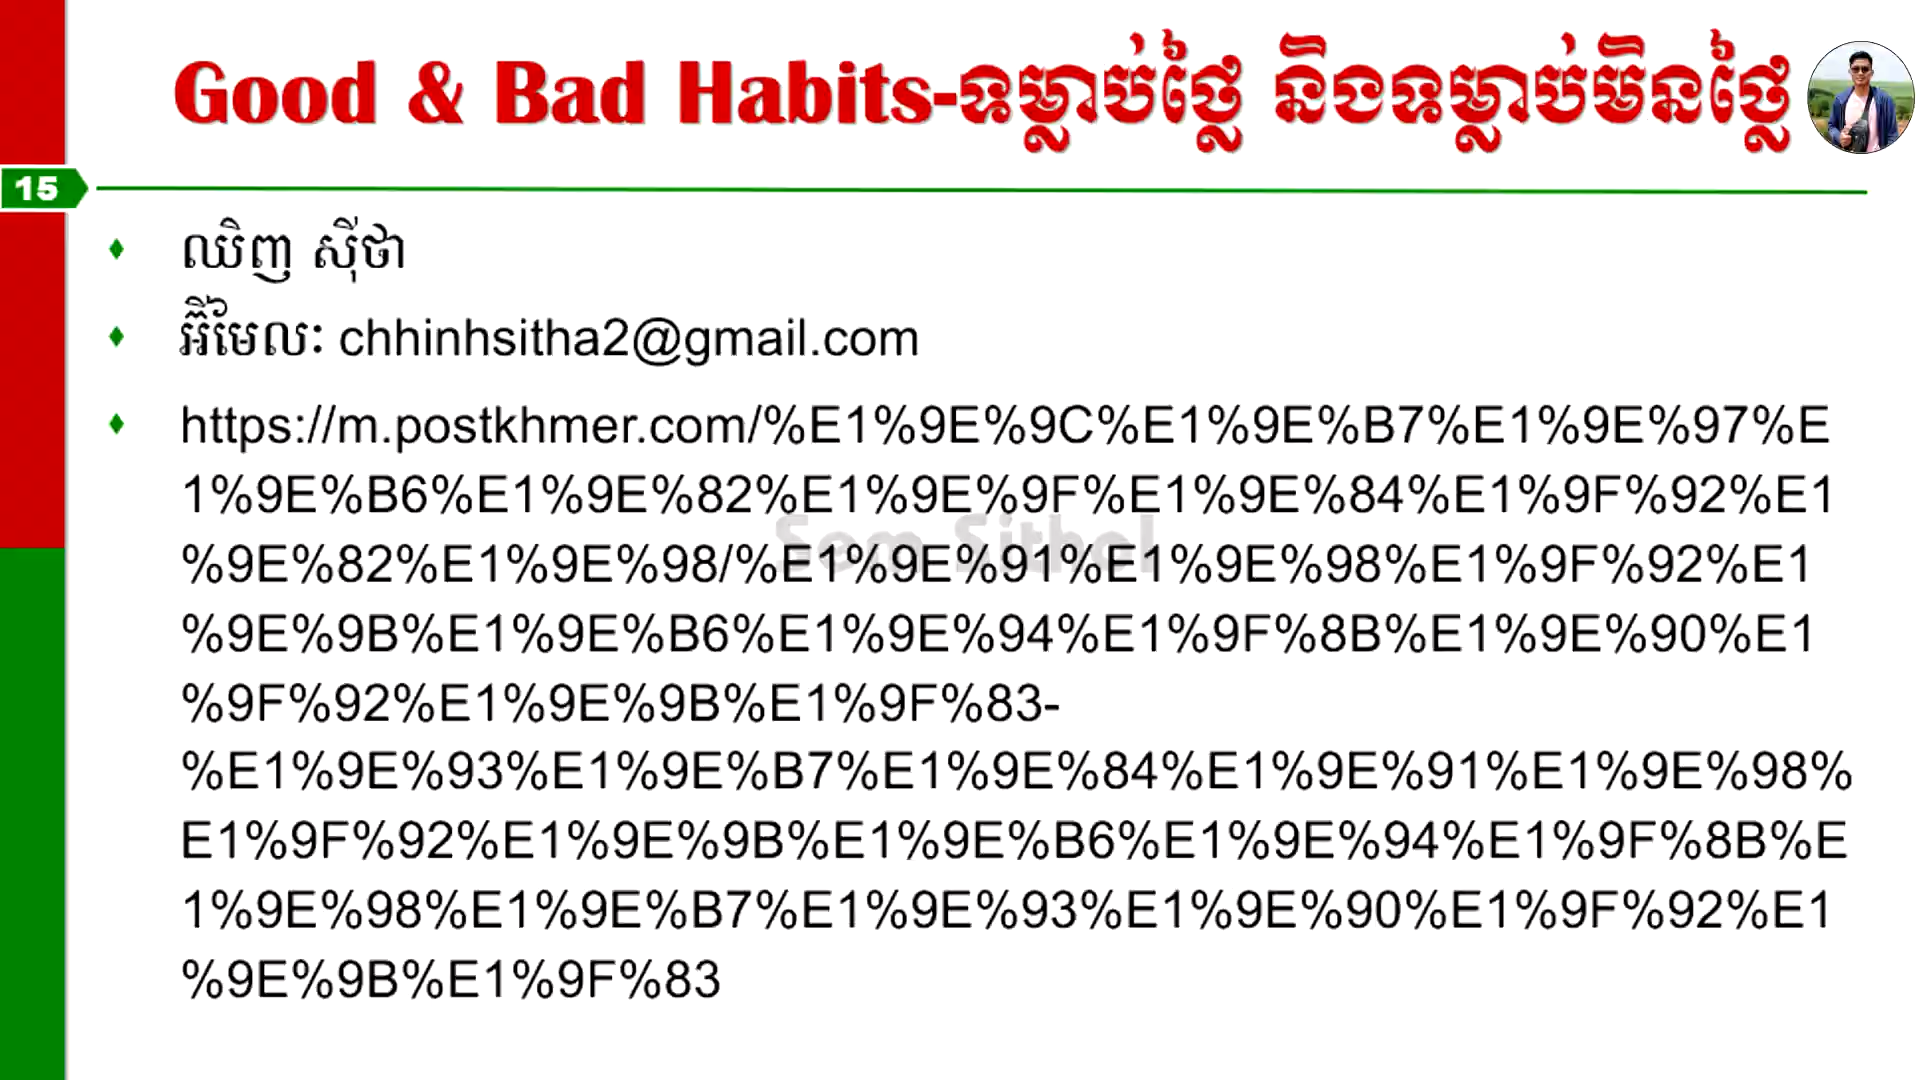 Good & Bad Habits-ទម្លាប់ថ្លៃ និងទម្លាប់មិនថ្លៃ
15
ឈិញ ស៊ីថា
អ៊ីមែលៈ chhinhsitha2@gmail.com
https://m.postkhmer.com/%E1%9E%9C%E1%9E%B7%E1%9E%97%E
1%9E%B6%E1%9E%82%E1%9E%9F%E1%9E%84%E1%9F%92%E1
%9E%82%E1%9E%98/%E1%9E%91%E1%9E%98%E1%9F%92%E1
Sem Sithol
%9E%9B%E1%9E%B6%E1%9E%94%E1%9F%8B%E1%9E%90%E1
%9F%92%E1%9E%9B%E1%9F%83-
%E1%9E%93%E1%9E%B7%E1%9E%84%E1%9E%91%E1%9E%98%
E1%9F%92%E1%9E%9B%E1%9E%B6%E1%9E%94%E1%9F%8B%E
1%9E%98%E1%9E%B7%E1%9E%93%E1%9E%90%E1%9F%92%E1
%9E%9B%E1%9F%83